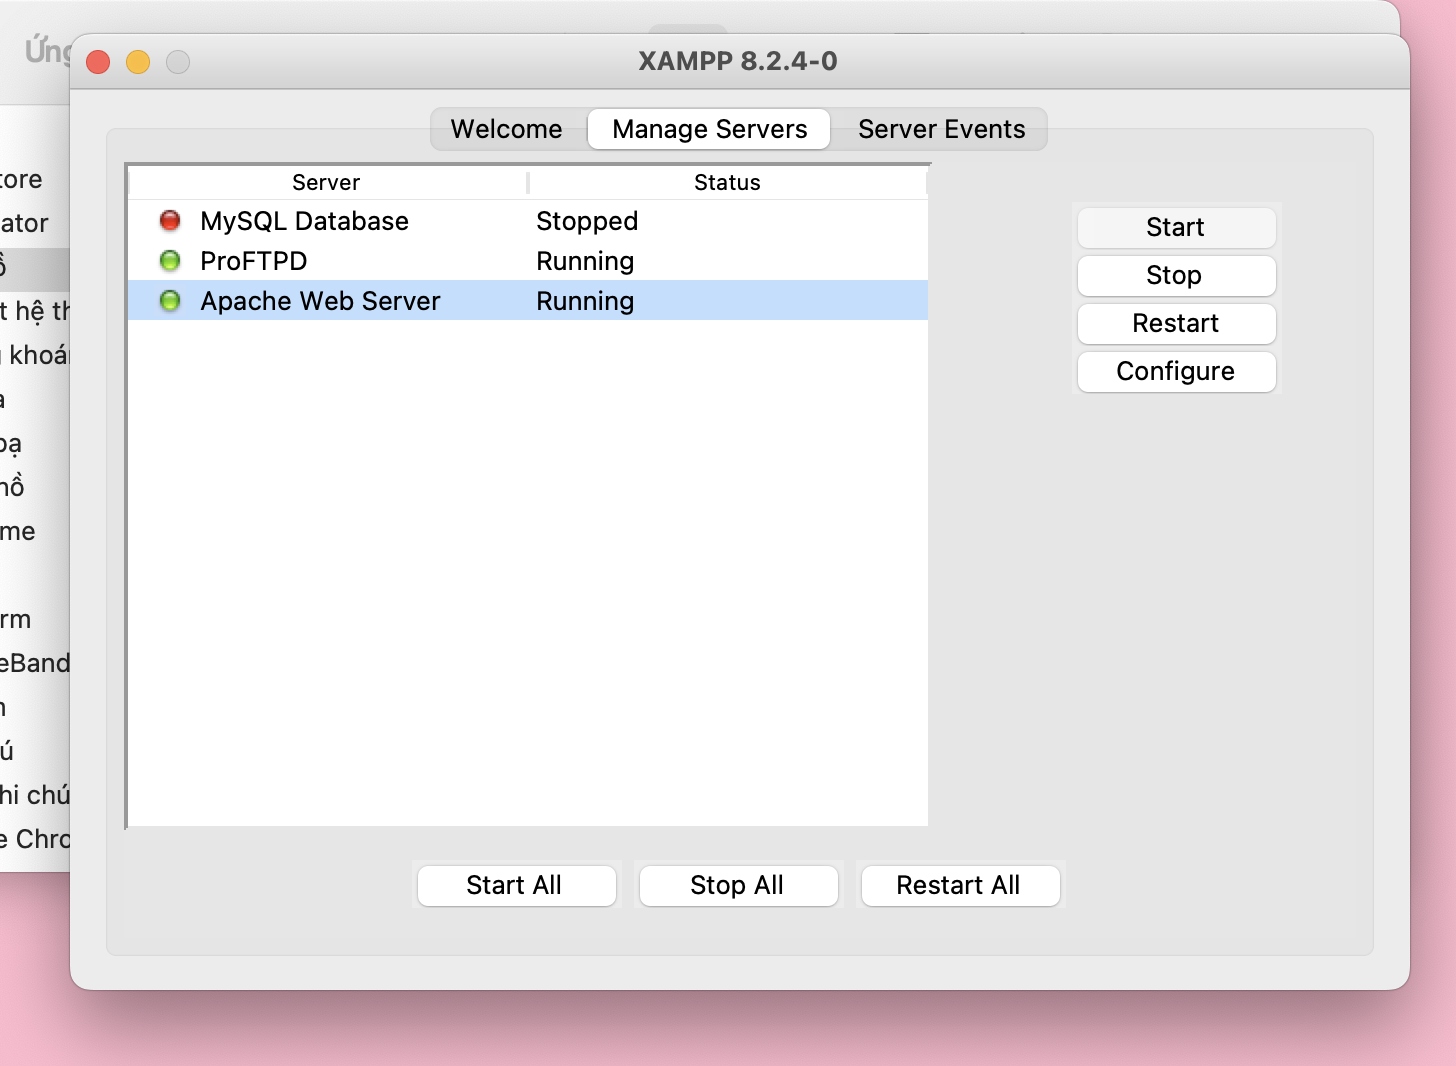 XAMPP 8.2.4-0
Welcome
Manage Servers
Server Events
Server Status
MySQL Database Stopped
ProFTPD Running
Apache Web Server Running
Start
Stop
Restart
Configure
Start All
Stop All
Restart All
Ứng
tore
ator
t hệ th
khoá
a
bạ
hồ
me
rm
eBand
ú
hi chú
e Chro